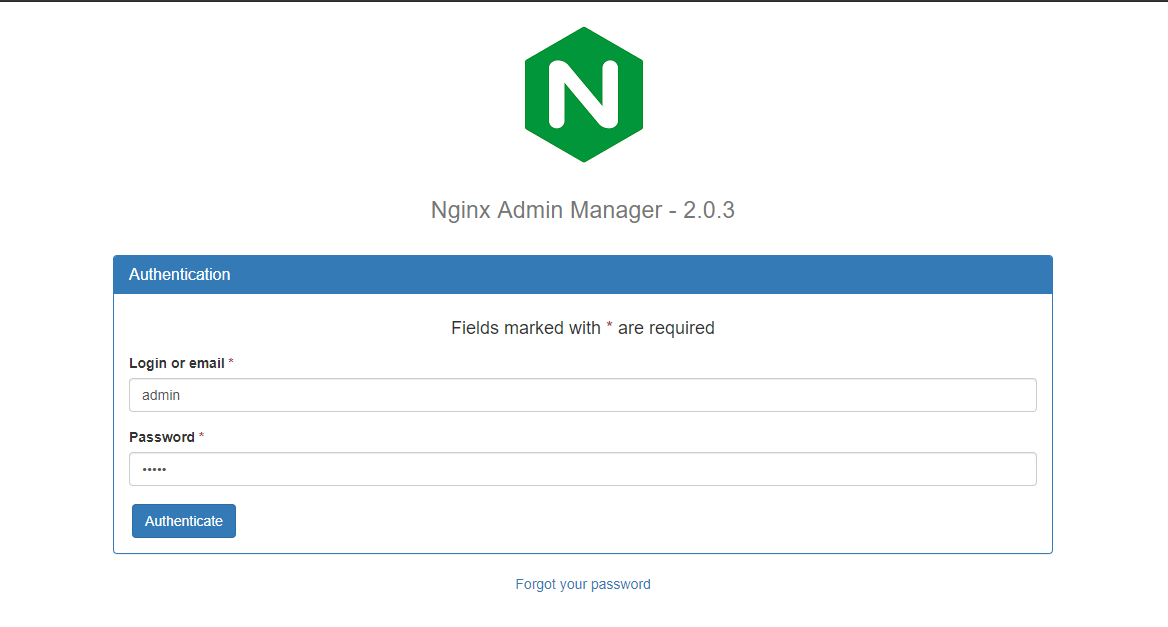 N
Nginx Admin Manager - 2.0.3
Authentication
Fields marked with * are required
Login or email *
admin
Password *
•••••
Authenticate
Forgot your password